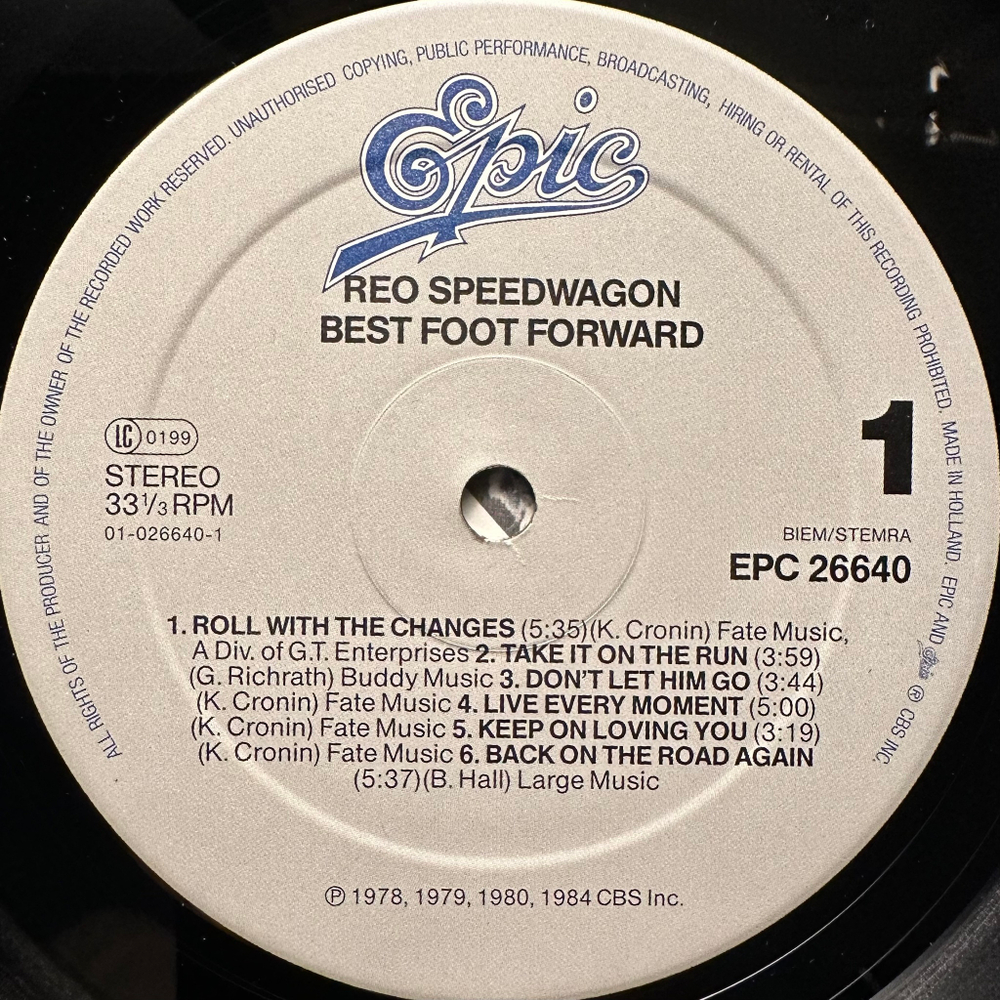 ALL RIGHTS OF THE PRODUCER AND OF THE OWNER OF THE RECORDED WORK RESERVED. UNAUTHORISED COPYING, PUBLIC PERFORMANCE, BROADCASTING, HIRING OR RENTAL OF THIS RECORDING PROHIBITED. MADE IN HOLLAND. EPIC AND Epic ® CBS INC.
Epic
REO SPEEDWAGON
BEST FOOT FORWARD
LC 0199
STEREO
33⅓ RPM
01-026640-1
1
BIEM/STEMRA
EPC 26640
1. ROLL WITH THE CHANGES (5:35)(K. Cronin) Fate Music,
A Div. of G.T. Enterprises 2. TAKE IT ON THE RUN (3:59)
(G. Richrath) Buddy Music 3. DON'T LET HIM GO (3:44)
(K. Cronin) Fate Music 4. LIVE EVERY MOMENT (5:00)
(K. Cronin) Fate Music 5. KEEP ON LOVING YOU (3:19)
(K. Cronin) Fate Music 6. BACK ON THE ROAD AGAIN
(5:37)(B. Hall) Large Music
℗ 1978, 1979, 1980, 1984 CBS Inc.